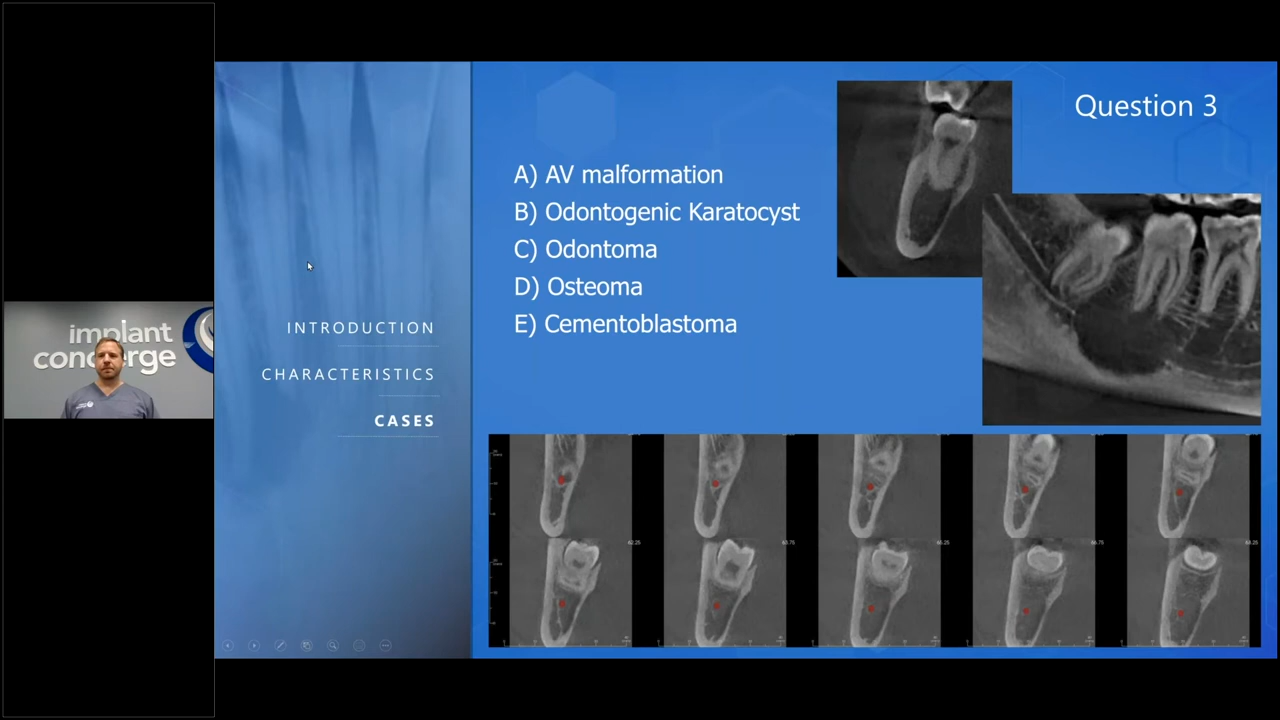 implant
concierge
INTRODUCTION
CHARACTERISTICS
CASES
Question 3
A) AV malformation
B) Odontogenic Karatocyst
C) Odontoma
D) Osteoma
E) Cementoblastoma